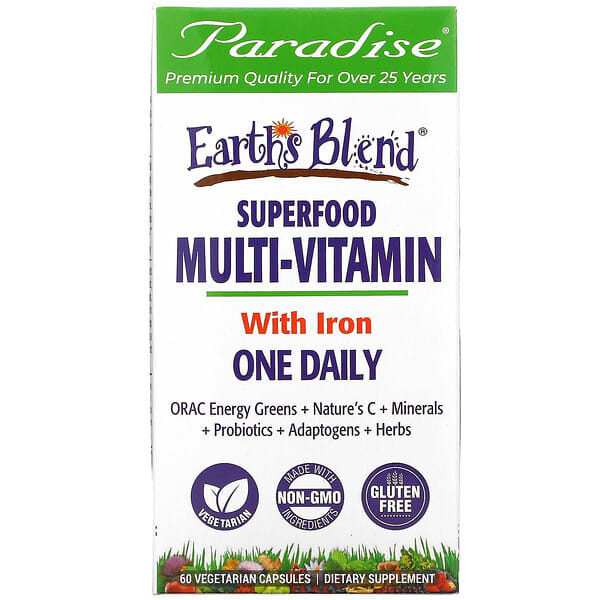 Paradise®
Premium Quality For Over 25 Years
Earth's Blend®
SUPERFOOD
MULTI-VITAMIN
With Iron
ONE DAILY
ORAC Energy Greens + Nature's C + Minerals
+ Probiotics + Adaptogens + Herbs
VEGETARIAN
MADE WITH
NON-GMO
INGREDIENTS
GLUTEN
FREE
60 VEGETARIAN CAPSULES | DIETARY SUPPLEMENT